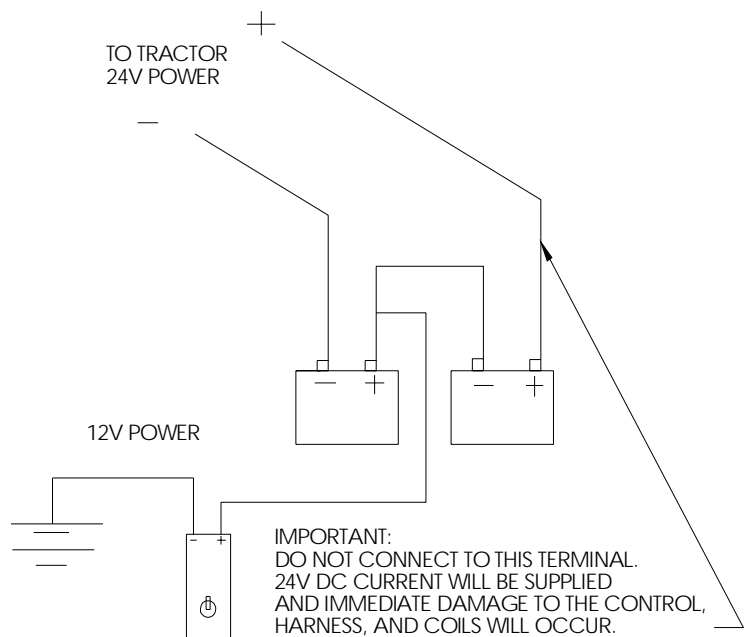 +
TO TRACTOR
24V POWER
−
− +
− +
12V POWER
- +
IMPORTANT:
DO NOT CONNECT TO THIS TERMINAL.
24V DC CURRENT WILL BE SUPPLIED
AND IMMEDIATE DAMAGE TO THE CONTROL,
HARNESS, AND COILS WILL OCCUR.